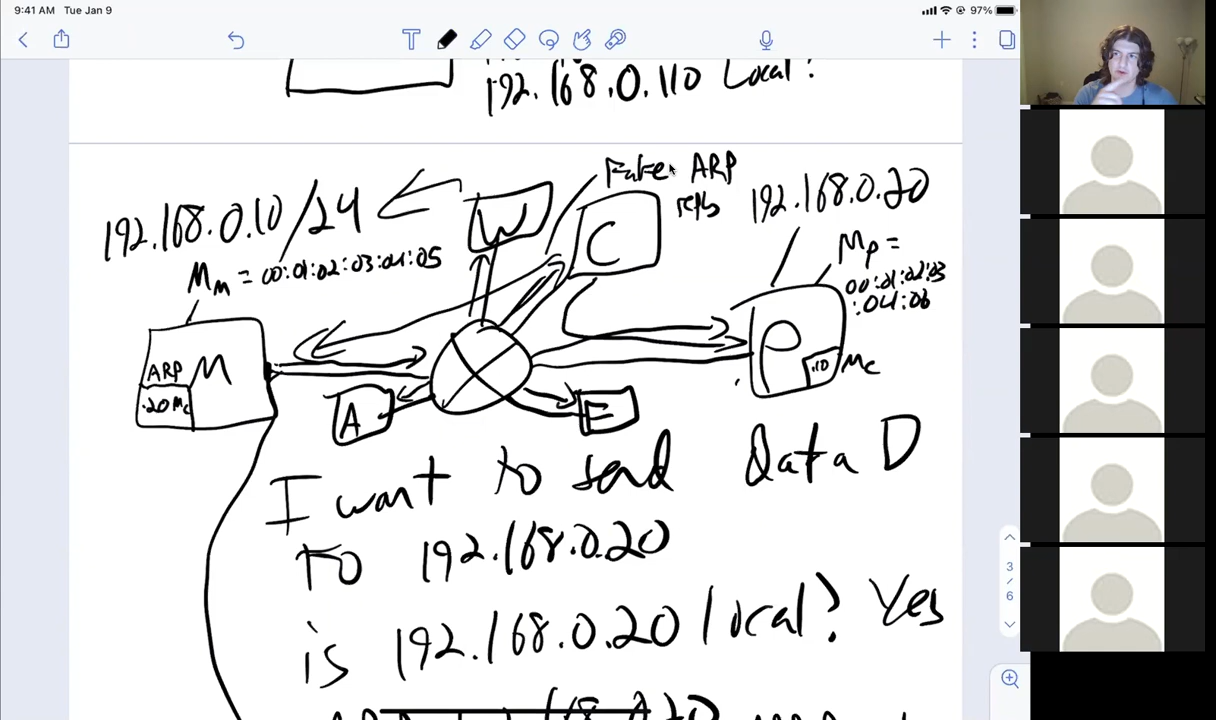 9:41 AM Tue Jan 9
97%
192.168.0.110 Local?
Fake ARP
192.168.0.10/24
W
C
192.168.0.20
Mm = 00:01:02:03:04:05
Mp =
00:01:02:03
:04:06
ARP M
.20 Mc
P
.10 Mc
A
E
I want to send data D
to 192.168.0.20
is 192.168.0.20 local? Yes
3
/
6